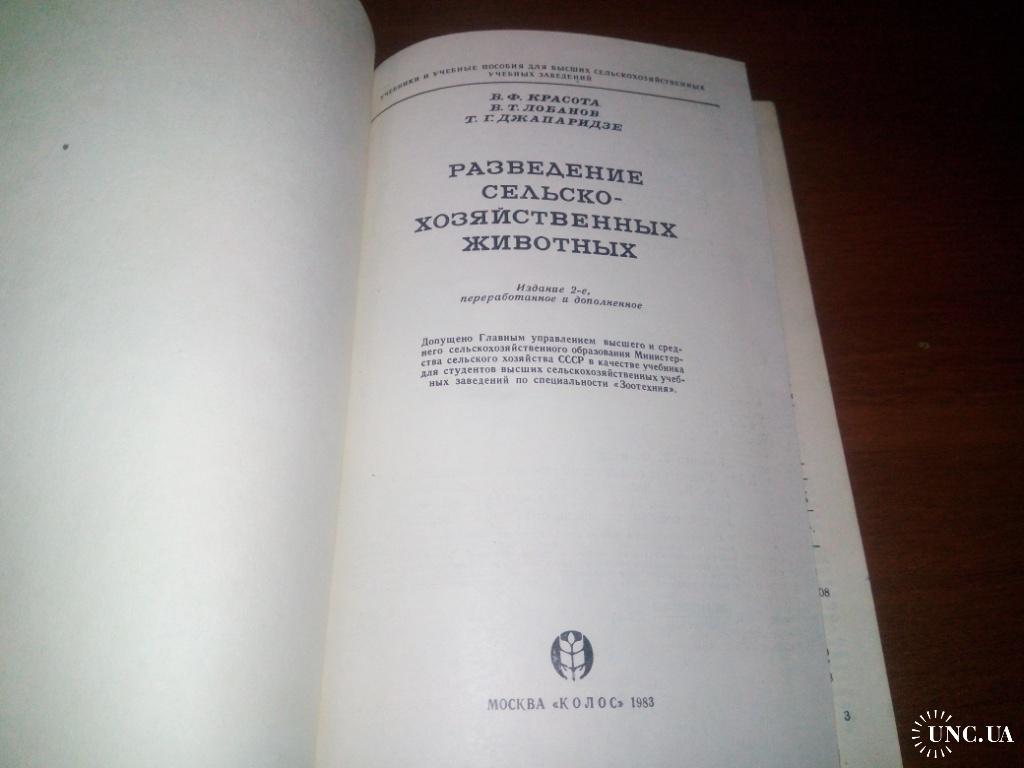 УЧЕБНИКИ И УЧЕБНЫЕ ПОСОБИЯ ДЛЯ ВЫСШИХ СЕЛЬСКОХОЗЯЙСТВЕННЫХ
УЧЕБНЫХ ЗАВЕДЕНИЙ
В. Ф. КРАСОТА
В. Т. ЛОБАНОВ
Т. Г. ДЖАПАРИДЗЕ
РАЗВЕДЕНИЕ
СЕЛЬСКО-
ХОЗЯЙСТВЕННЫХ
ЖИВОТНЫХ
Издание 2-е,
переработанное и дополненное
Допущено Главным управлением высшего и сред-
него сельскохозяйственного образования Министер-
ства сельского хозяйства СССР в качестве учебника
для студентов высших сельскохозяйственных учеб-
ных заведений по специальности «Зоотехния».
МОСКВА «КОЛОС» 1983
08
3
UNC.UA